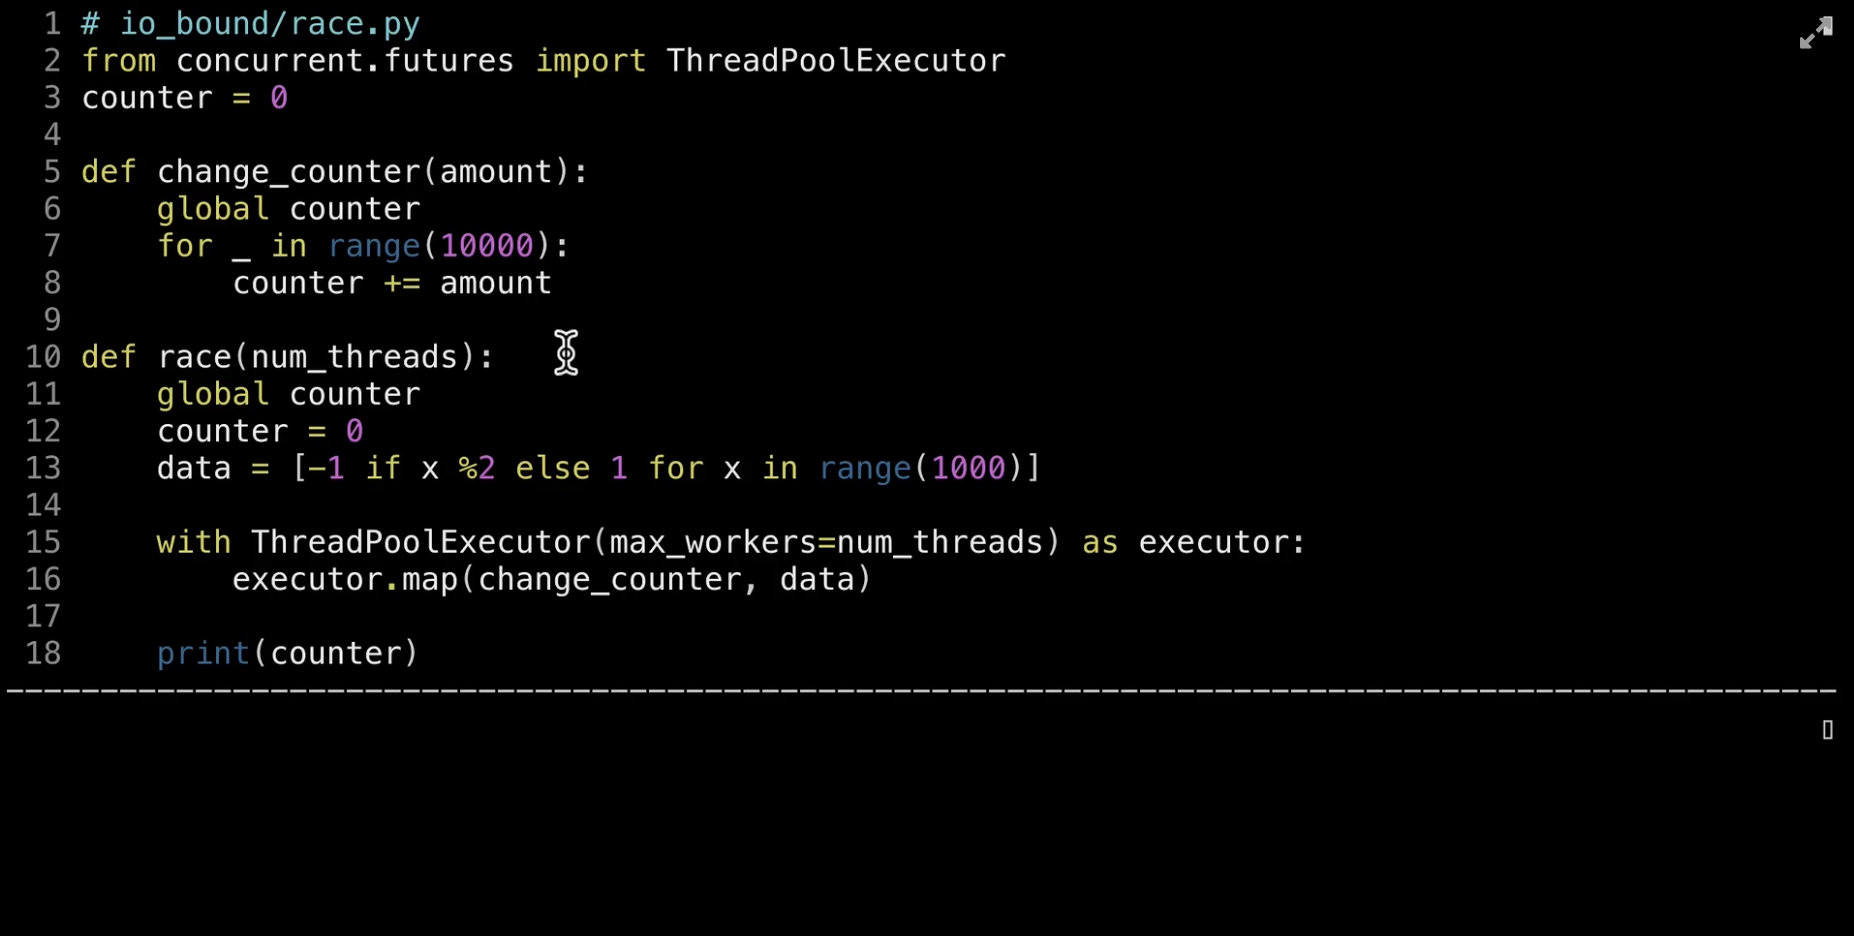 1 # io_bound/race.py
2 from concurrent.futures import ThreadPoolExecutor
3 counter = 0
4
5 def change_counter(amount):
6     global counter
7     for _ in range(10000):
8         counter += amount
9
10 def race(num_threads):
11     global counter
12     counter = 0
13     data = [-1 if x %2 else 1 for x in range(1000)]
14
15     with ThreadPoolExecutor(max_workers=num_threads) as executor:
16         executor.map(change_counter, data)
17
18     print(counter)